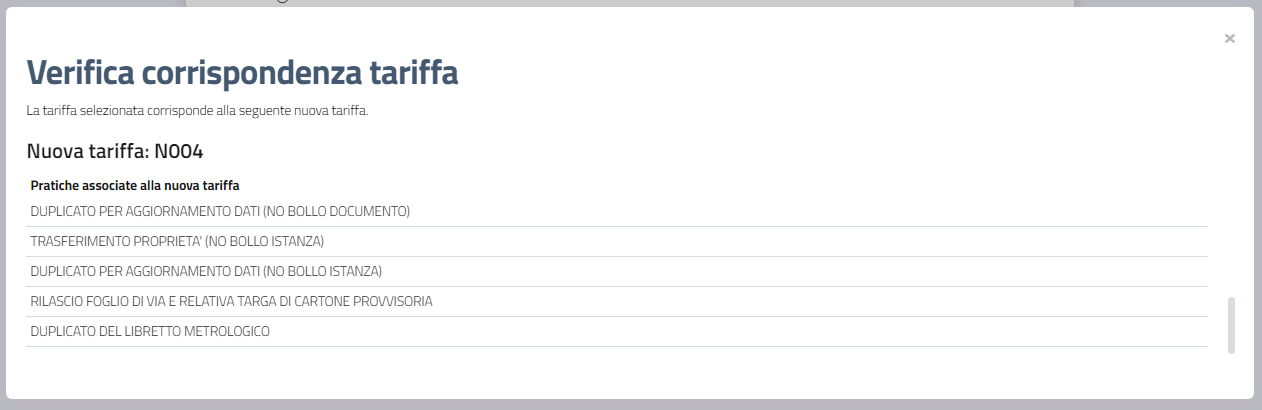 ×
Verifica corrispondenza tariffa
La tariffa selezionata corrisponde alla seguente nuova tariffa.
Nuova tariffa: N004
Pratiche associate alla nuova tariffa
DUPLICATO PER AGGIORNAMENTO DATI (NO BOLLO DOCUMENTO)
TRASFERIMENTO PROPRIETA' (NO BOLLO ISTANZA)
DUPLICATO PER AGGIORNAMENTO DATI (NO BOLLO ISTANZA)
RILASCIO FOGLIO DI VIA E RELATIVA TARGA DI CARTONE PROVVISORIA
DUPLICATO DEL LIBRETTO METROLOGICO